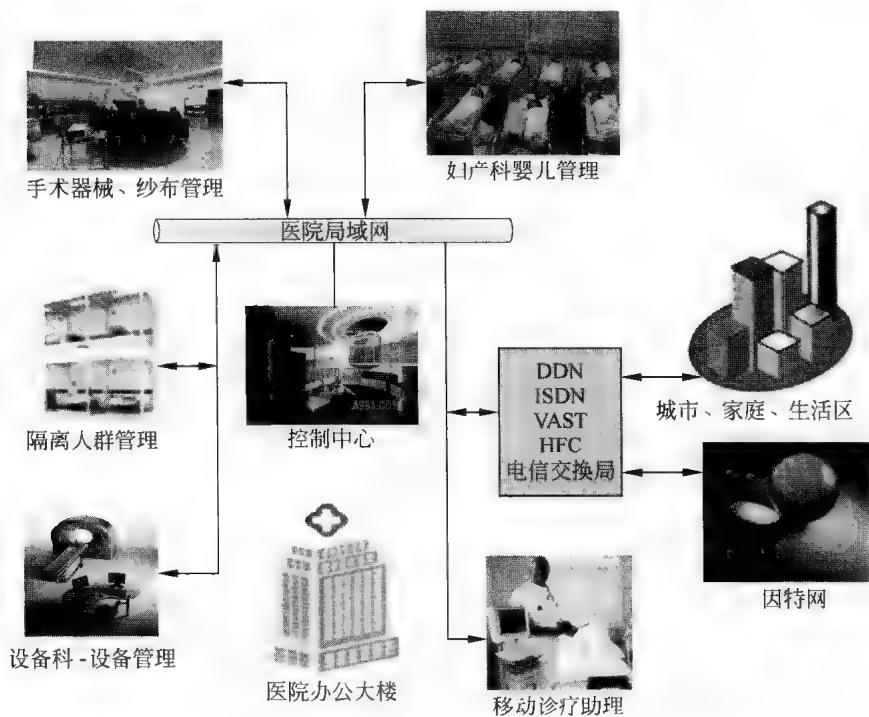 手术器械、纱布管理
妇产科婴儿管理
医院局域网
隔离人群管理
控制中心
DDN
ISDN
VAST
HFC
电信交换局
城市、家庭、生活区
因特网
设备科-设备管理
医院办公大楼
移动诊疗助理